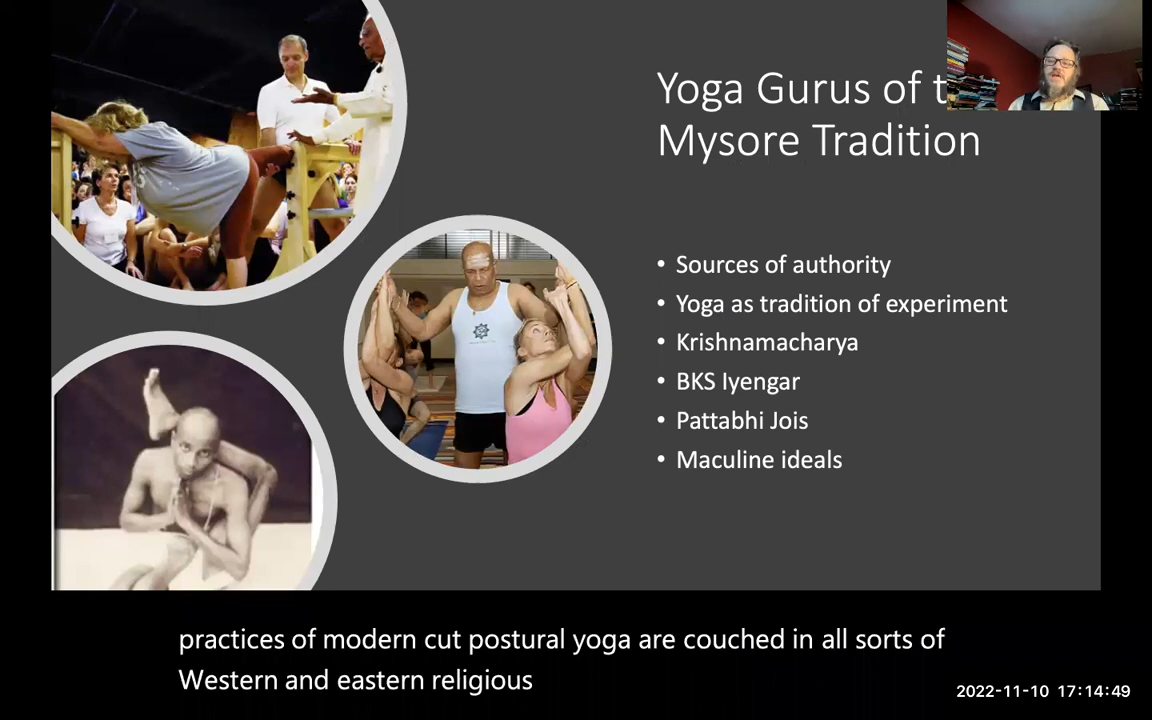 Yoga Gurus of t
Mysore Tradition
• Sources of authority
• Yoga as tradition of experiment
• Krishnamacharya
• BKS Iyengar
• Pattabhi Jois
• Maculine ideals
practices of modern cut postural yoga are couched in all sorts of
Western and eastern religious
2022-11-10 17:14:49